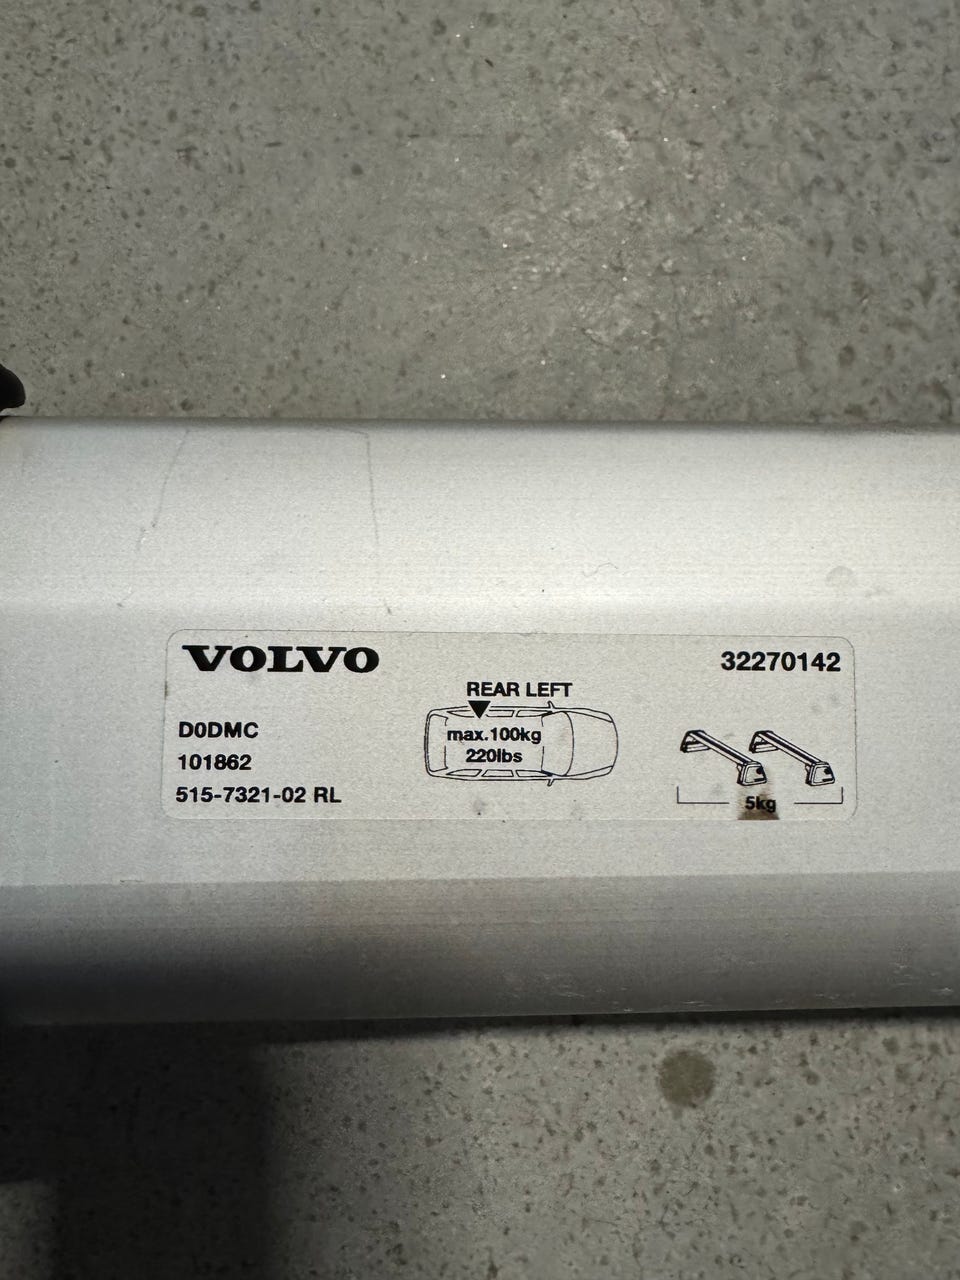 VOLVO
32270142
REAR LEFT
max.100kg
220lbs
D0DMC
101862
515-7321-02 RL
5kg